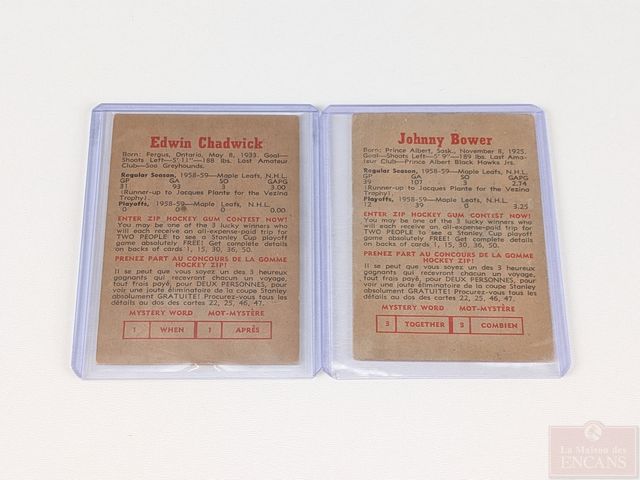 Edwin Chadwick
Born: Fergus, Ontario, May 8, 1933. Goal—
Shoots Left—5' 11"—188 lbs. Last Amateur
Club—Soo Greyhounds.
Regular Season, 1958-59—Maple Leafs, N.H.L.
GP GA SO GAPG
31 93 3 3.00
(Runner-up to Jacques Plante for the Vezina
Trophy).
Playoffs, 1958-59—Maple Leafs, N.H.L.
0 0 0 0.00
ENTER ZIP HOCKEY GUM CONTEST NOW!
You may be one of the 3 lucky winners who
will each receive an all-expense-paid trip for
TWO PEOPLE to see a Stanley Cup playoff
game absolutely FREE! Get complete details
on backs of cards 1, 15, 30, 36, 50.
PRENEZ PART AU CONCOURS DE LA GOMME
HOCKEY ZIP!
Il se peut que vous soyez un des 3 heureux
gagnants qui recevront chacun un voyage,
tout frais payé, pour DEUX PERSONNES, pour
voir une joute éliminatoire de la coupe Stanley
absolument GRATUITE! Procurez-vous tous les
détails au dos des cartes 22, 25, 46, 47.
MYSTERY WORD MOT-MYSTÈRE
1 WHEN 1 APRÈS
Johnny Bower
Born: Prince Albert, Sask., November 8, 1925.
Goal—Shoots Left—5' 9"—189 lbs. Last Ama-
teur Club—Prince Albert Black Hawks Jrs.
Regular Season, 1958-59—Maple Leafs, N.H.L.
GP GA SO GAPG
39 107 3 2.74
(Runner-up to Jacques Plante for the Vezina
Trophy).
Playoffs, 1958-59—Maple Leafs, N.H.L.
12 39 0 3.25
ENTER ZIP HOCKEY GUM CONTEST NOW!
You may be one of the 3 lucky winners who
will each receive an all-expense-paid trip for
TWO PEOPLE to see a Stanley Cup playoff
game absolutely FREE! Get complete details
on backs of cards 1, 15, 30, 36, 50.
PRENEZ PART AU CONCOURS DE LA GOMME
HOCKEY ZIP!
Il se peut que vous soyez un des 3 heureux
gagnants qui recevront chacun un voyage,
tout frais payé, pour DEUX PERSONNES, pour
voir une joute éliminatoire de la coupe Stanley
absolument GRATUITE! Procurez-vous tous les
détails au dos des cartes 22, 25, 46, 47.
MYSTERY WORD MOT-MYSTÈRE
3 TOGETHER 3 COMBIEN
La Maison des
ENCANS